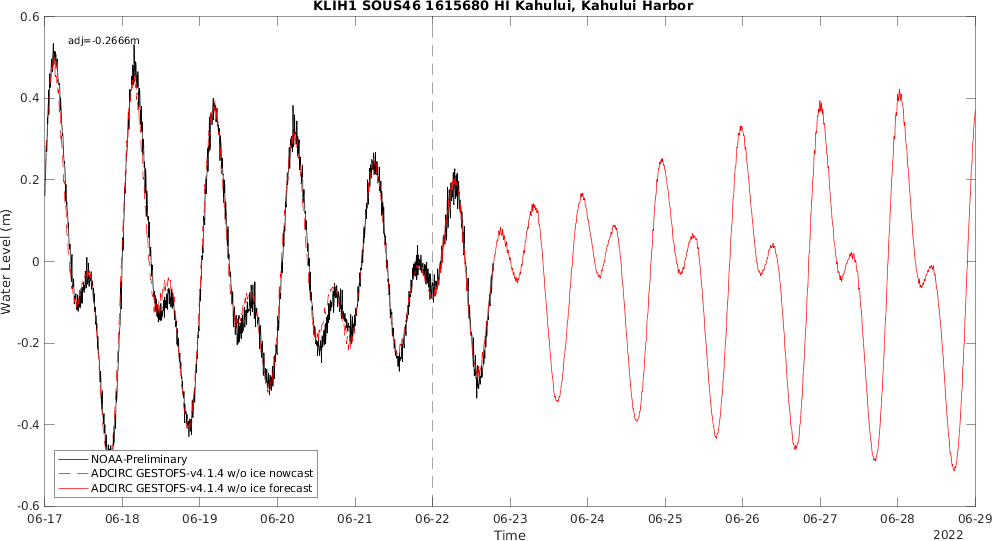 KLIH1 SOUS46 1615680 HI Kahului, Kahului Harbor
adj=-0.2666m
0.6
0.4
0.2
0
-0.2
-0.4
-0.6
Water Level (m)
NOAA-Preliminary
ADCIRC GESTOFS-v4.1.4 w/o ice nowcast
ADCIRC GESTOFS-v4.1.4 w/o ice forecast
06-17 06-18 06-19 06-20 06-21 06-22 06-23 06-24 06-25 06-26 06-27 06-28 06-29
Time
2022